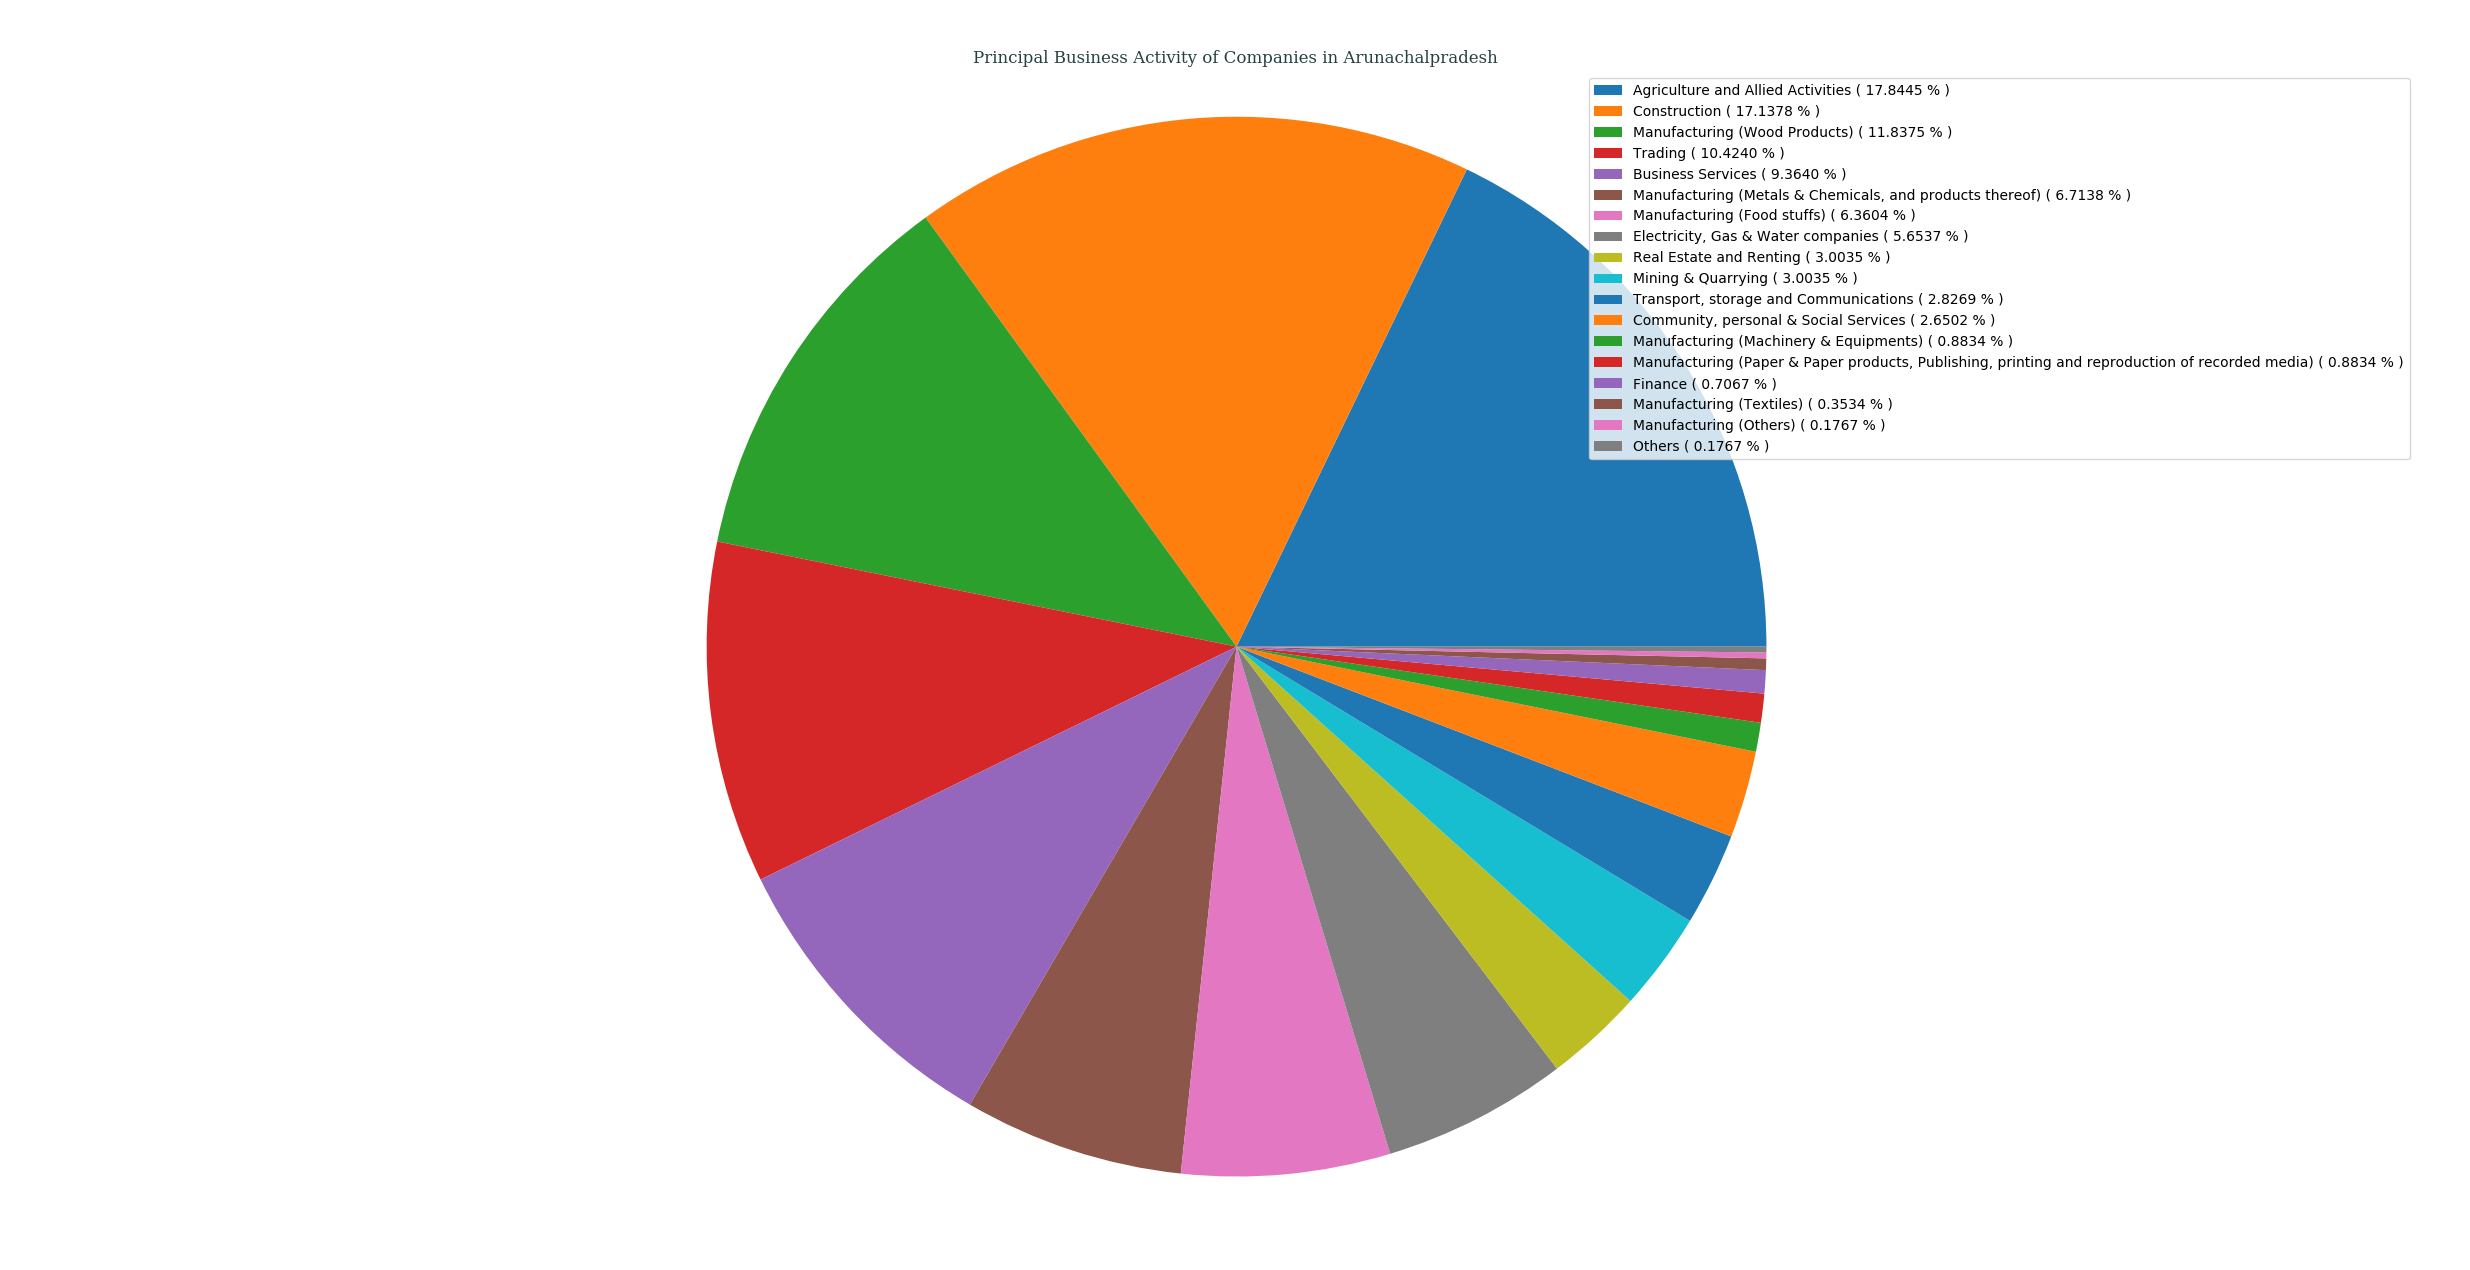 Principal Business Activity of Companies in Arunachalpradesh
Agriculture and Allied Activities ( 17.8445 % )
Construction ( 17.1378 % )
Manufacturing (Wood Products) ( 11.8375 % )
Trading ( 10.4240 % )
Business Services ( 9.3640 % )
Manufacturing (Metals & Chemicals, and products thereof) ( 6.7138 % )
Manufacturing (Food stuffs) ( 6.3604 % )
Electricity, Gas & Water companies ( 5.6537 % )
Real Estate and Renting ( 3.0035 % )
Mining & Quarrying ( 3.0035 % )
Transport, storage and Communications ( 2.8269 % )
Community, personal & Social Services ( 2.6502 % )
Manufacturing (Machinery & Equipments) ( 0.8834 % )
Manufacturing (Paper & Paper products, Publishing, printing and reproduction of recorded media) ( 0.8834 % )
Finance ( 0.7067 % )
Manufacturing (Textiles) ( 0.3534 % )
Manufacturing (Others) ( 0.1767 % )
Others ( 0.1767 % )